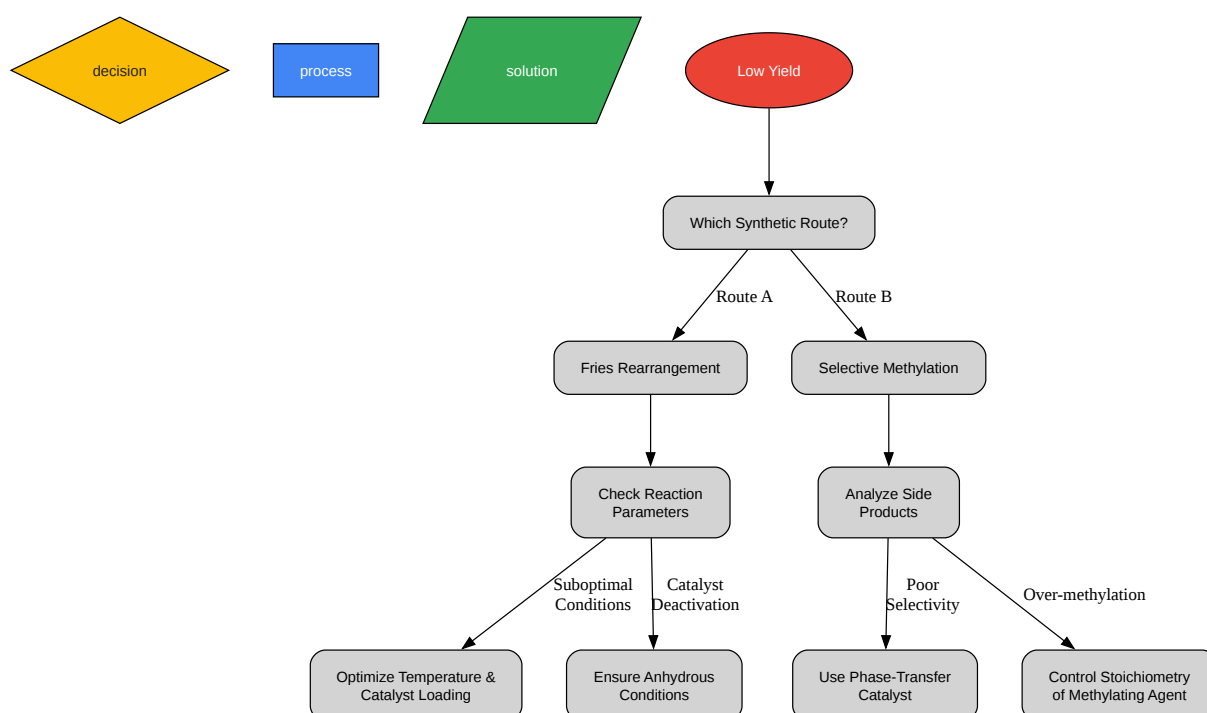 decision
process
solution
Low Yield
Which Synthetic Route?
Route A
Route B
Fries Rearrangement
Selective Methylation
Check Reaction
Parameters
Analyze Side
Products
Suboptimal
Conditions
Catalyst
Deactivation
Poor
Selectivity
Over-methylation
Optimize Temperature &
Catalyst Loading
Ensure Anhydrous
Conditions
Use Phase-Transfer
Catalyst
Control Stoichiometry
of Methylating Agent